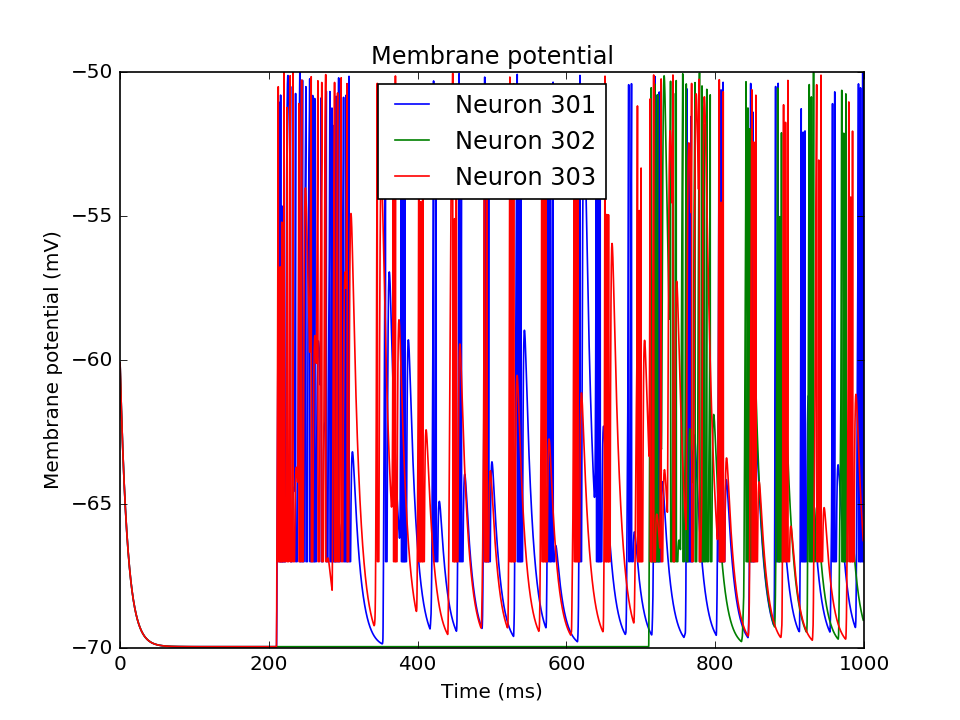 Membrane potential
Neuron 301
Neuron 302
Neuron 303
Membrane potential (mV)
−50
−55
−60
−65
−70
0 200 400 600 800 1000
Time (ms)